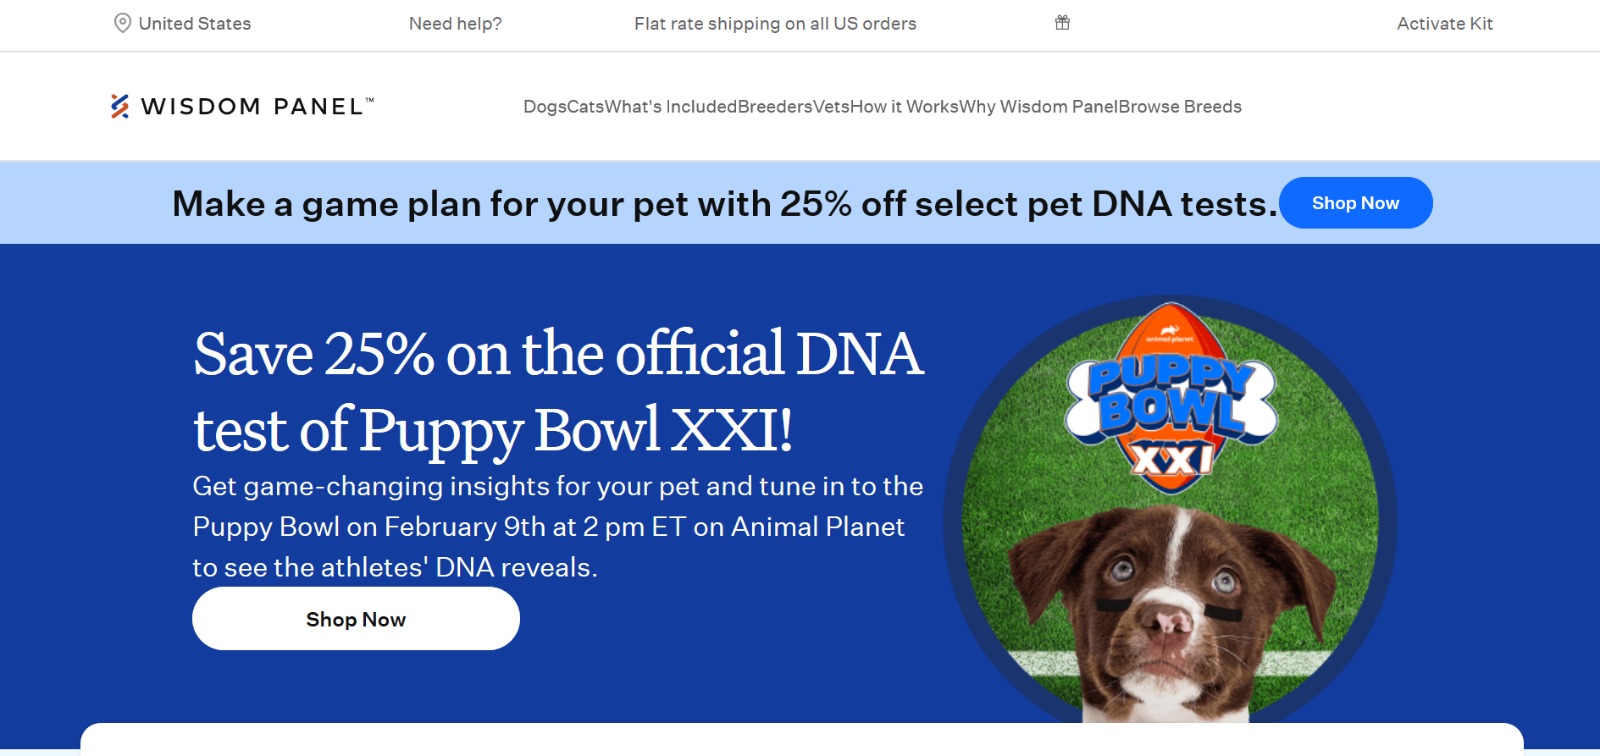 United States
Need help?
Flat rate shipping on all US orders
Activate Kit
WISDOM PANEL™
DogsCatsWhat's IncludedBreedersVetsHow it WorksWhy Wisdom PanelBrowse Breeds
Make a game plan for your pet with 25% off select pet DNA tests.
Shop Now
Save 25% on the official DNA
test of Puppy Bowl XXI!
Get game-changing insights for your pet and tune in to the
Puppy Bowl on February 9th at 2 pm ET on Animal Planet
to see the athletes' DNA reveals.
Shop Now
animal planet
PUPPY
BOWL
XXI